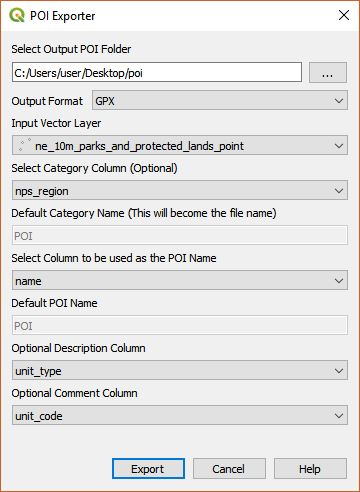 POI Exporter
Select Output POI Folder
C:/Users/user/Desktop/poi
...
Output Format GPX
Input Vector Layer
ne_10m_parks_and_protected_lands_point
Select Category Column (Optional)
nps_region
Default Category Name (This will become the file name)
POI
Select Column to be used as the POI Name
name
Default POI Name
POI
Optional Description Column
unit_type
Optional Comment Column
unit_code
Export Cancel Help